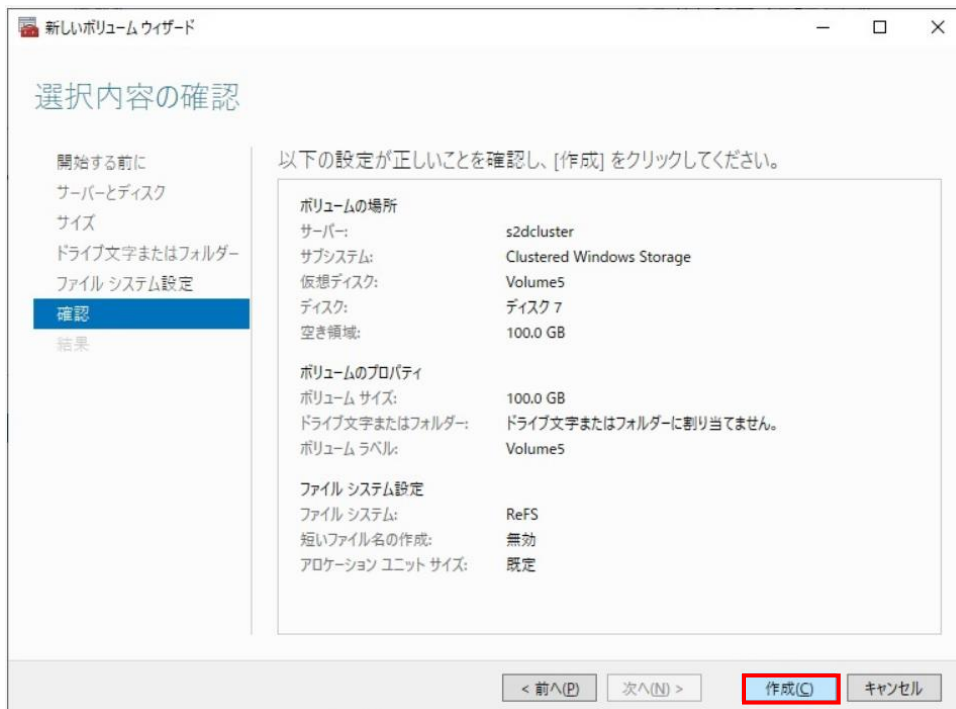 新しいボリューム ウィザード
選択内容の確認
開始する前に
サーバーとディスク
サイズ
ドライブ文字またはフォルダー
ファイル システム設定
確認
結果
以下の設定が正しいことを確認し、[作成] をクリックしてください。
ボリュームの場所
サーバー: s2dcluster
サブシステム: Clustered Windows Storage
仮想ディスク: Volume5
ディスク: ディスク 7
空き領域: 100.0 GB
ボリュームのプロパティ
ボリューム サイズ: 100.0 GB
ドライブ文字またはフォルダー: ドライブ文字またはフォルダーに割り当てません。
ボリューム ラベル: Volume5
ファイル システム設定
ファイル システム: ReFS
短いファイル名の作成: 無効
アロケーション ユニット サイズ: 既定
< 前へ(P) 次へ(N) > 作成(C) キャンセル